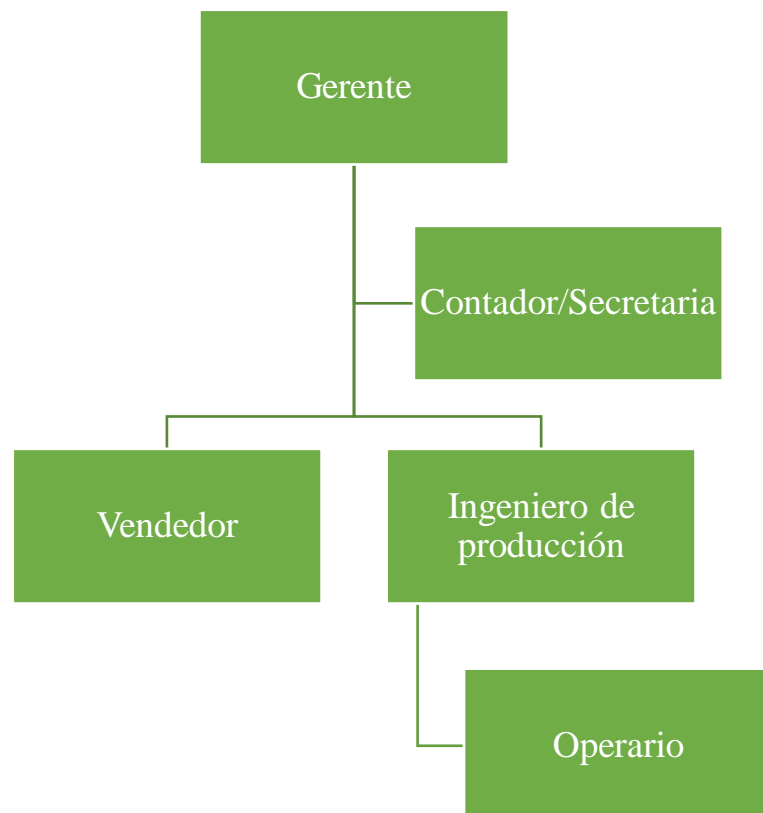 Gerente
Contador/Secretaria
Vendedor
Ingeniero de
producción
Operario